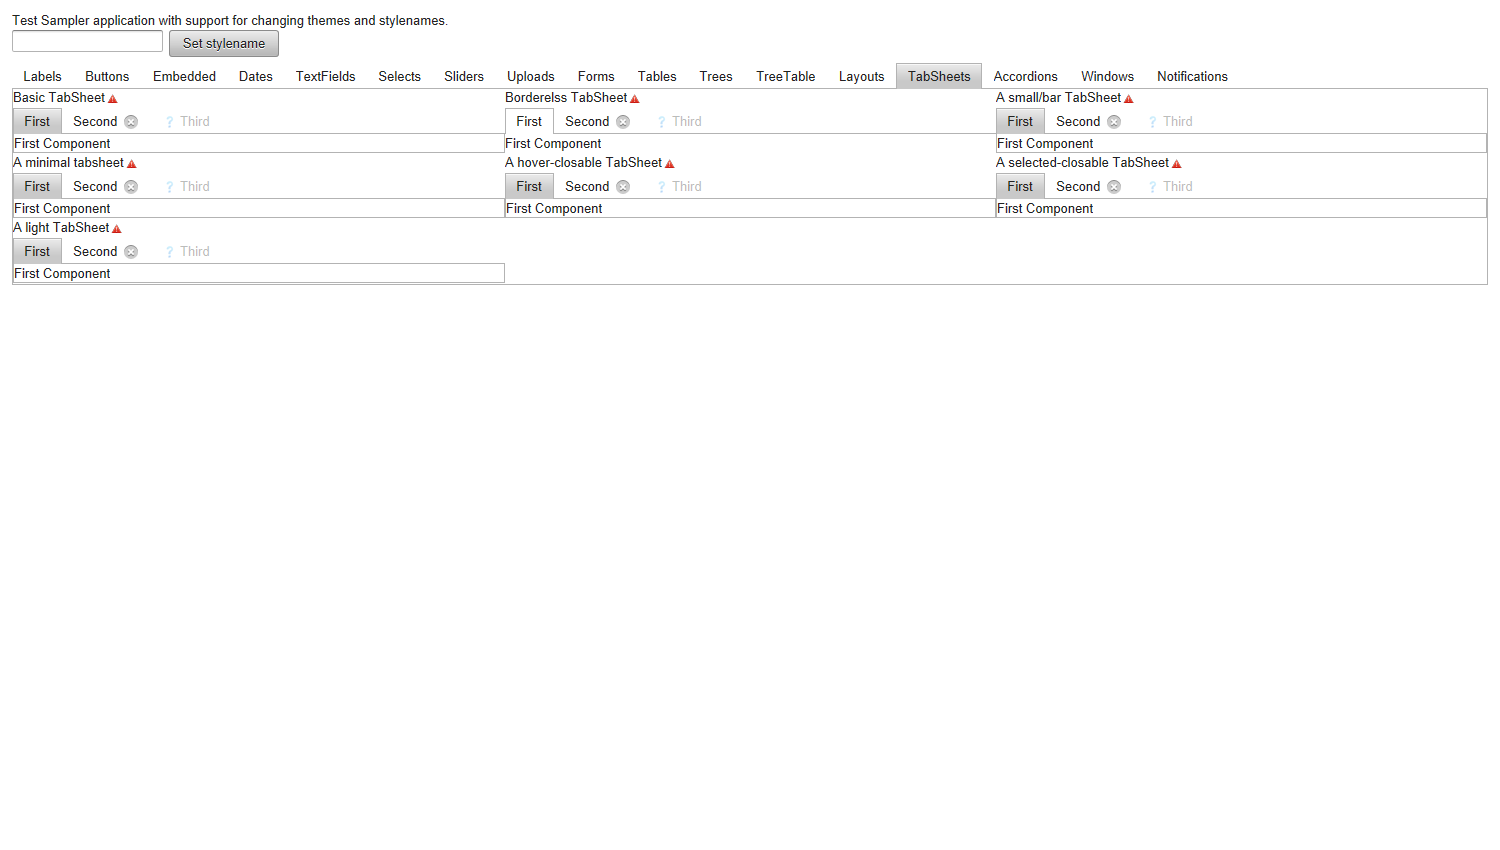 Test Sampler application with support for changing themes and stylenames.
Set stylename
Labels Buttons Embedded Dates TextFields Selects Sliders Uploads Forms Tables Trees TreeTable Layouts TabSheets Accordions Windows Notifications
Basic TabSheet Borderelss TabSheet A small/bar TabSheet
First Second ? Third First Second ? Third First Second ? Third
First Component First Component First Component
A minimal tabsheet A hover-closable TabSheet A selected-closable TabSheet
First Second ? Third First Second ? Third First Second ? Third
First Component First Component First Component
A light TabSheet
First Second ? Third
First Component